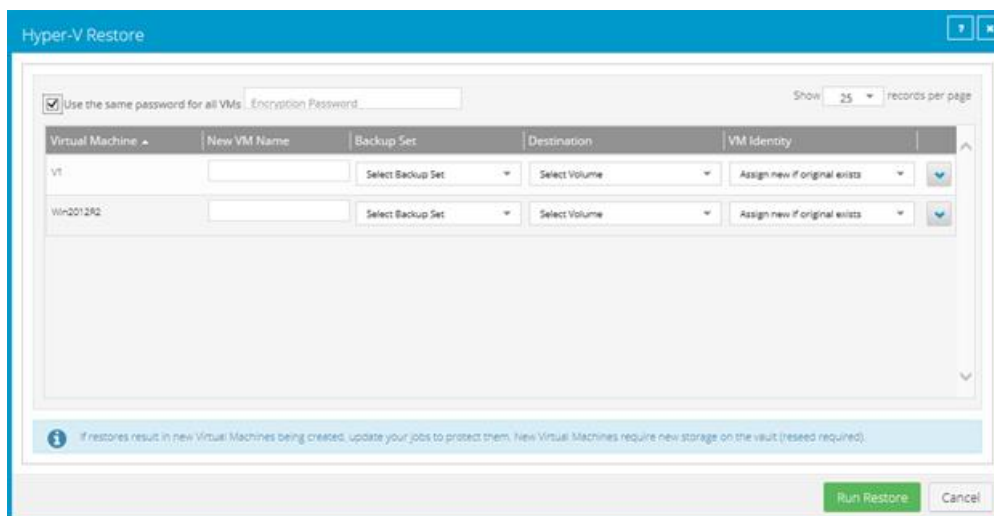 Hyper-V Restore ? ×
Use the same password for all VMs Encryption Password Show 25 records per page
Virtual Machine New VM Name Backup Set Destination VM Identity
V1 Select Backup Set Select Volume Assign new if original exists
Win2012R2 Select Backup Set Select Volume Assign new if original exists
If restores result in new Virtual Machines being created, update your jobs to protect them. New Virtual Machines require new storage on the vault (reseed required).
Run Restore Cancel